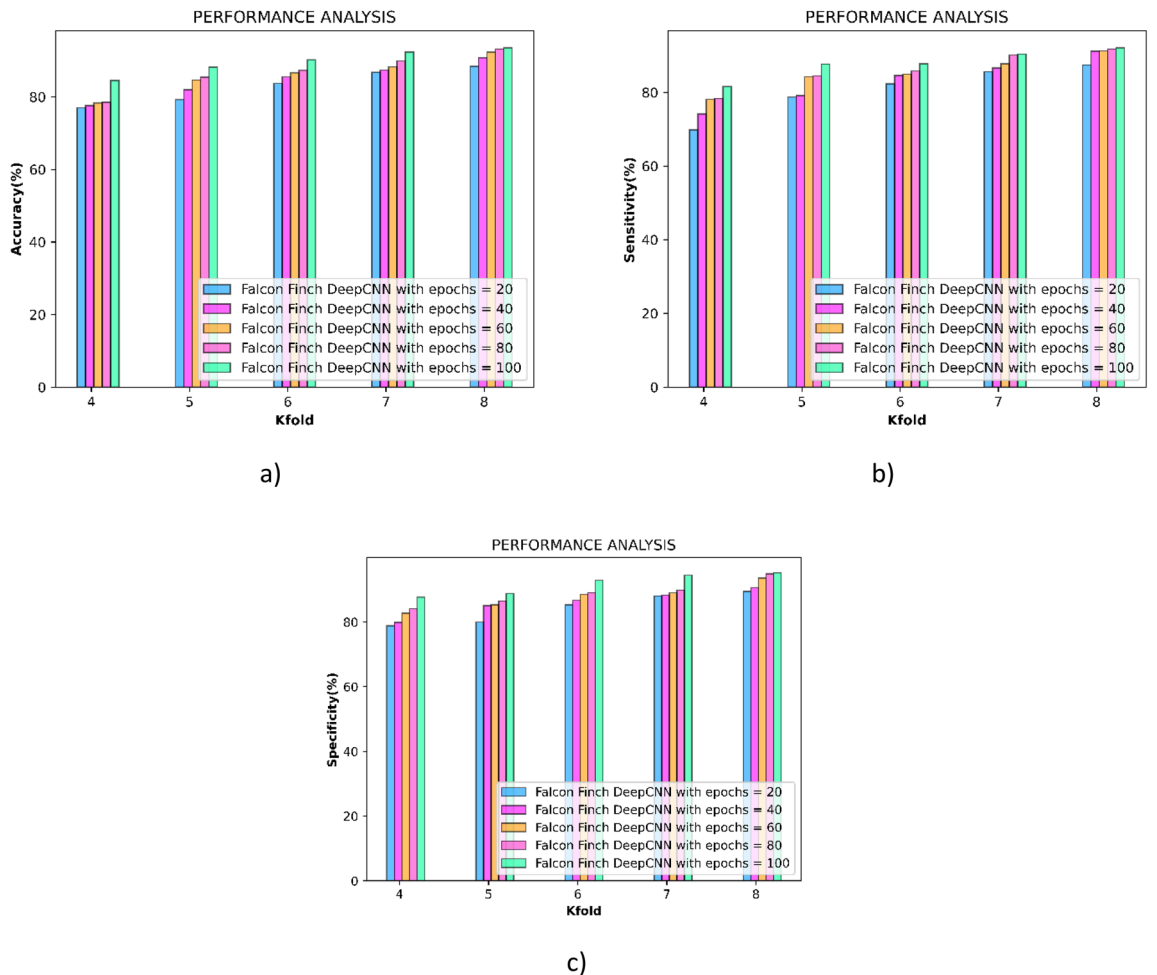 PERFORMANCE ANALYSIS
Accuracy(%)
80
60
40
20
0
Falcon Finch DeepCNN with epochs = 20
Falcon Finch DeepCNN with epochs = 40
Falcon Finch DeepCNN with epochs = 60
Falcon Finch DeepCNN with epochs = 80
Falcon Finch DeepCNN with epochs = 100
4 5 6 7 8
Kfold
a)
PERFORMANCE ANALYSIS
Sensitivity(%)
80
60
40
20
0
Falcon Finch DeepCNN with epochs = 20
Falcon Finch DeepCNN with epochs = 40
Falcon Finch DeepCNN with epochs = 60
Falcon Finch DeepCNN with epochs = 80
Falcon Finch DeepCNN with epochs = 100
4 5 6 7 8
Kfold
b)
PERFORMANCE ANALYSIS
Specificity(%)
80
60
40
20
0
Falcon Finch DeepCNN with epochs = 20
Falcon Finch DeepCNN with epochs = 40
Falcon Finch DeepCNN with epochs = 60
Falcon Finch DeepCNN with epochs = 80
Falcon Finch DeepCNN with epochs = 100
4 5 6 7 8
Kfold
c)